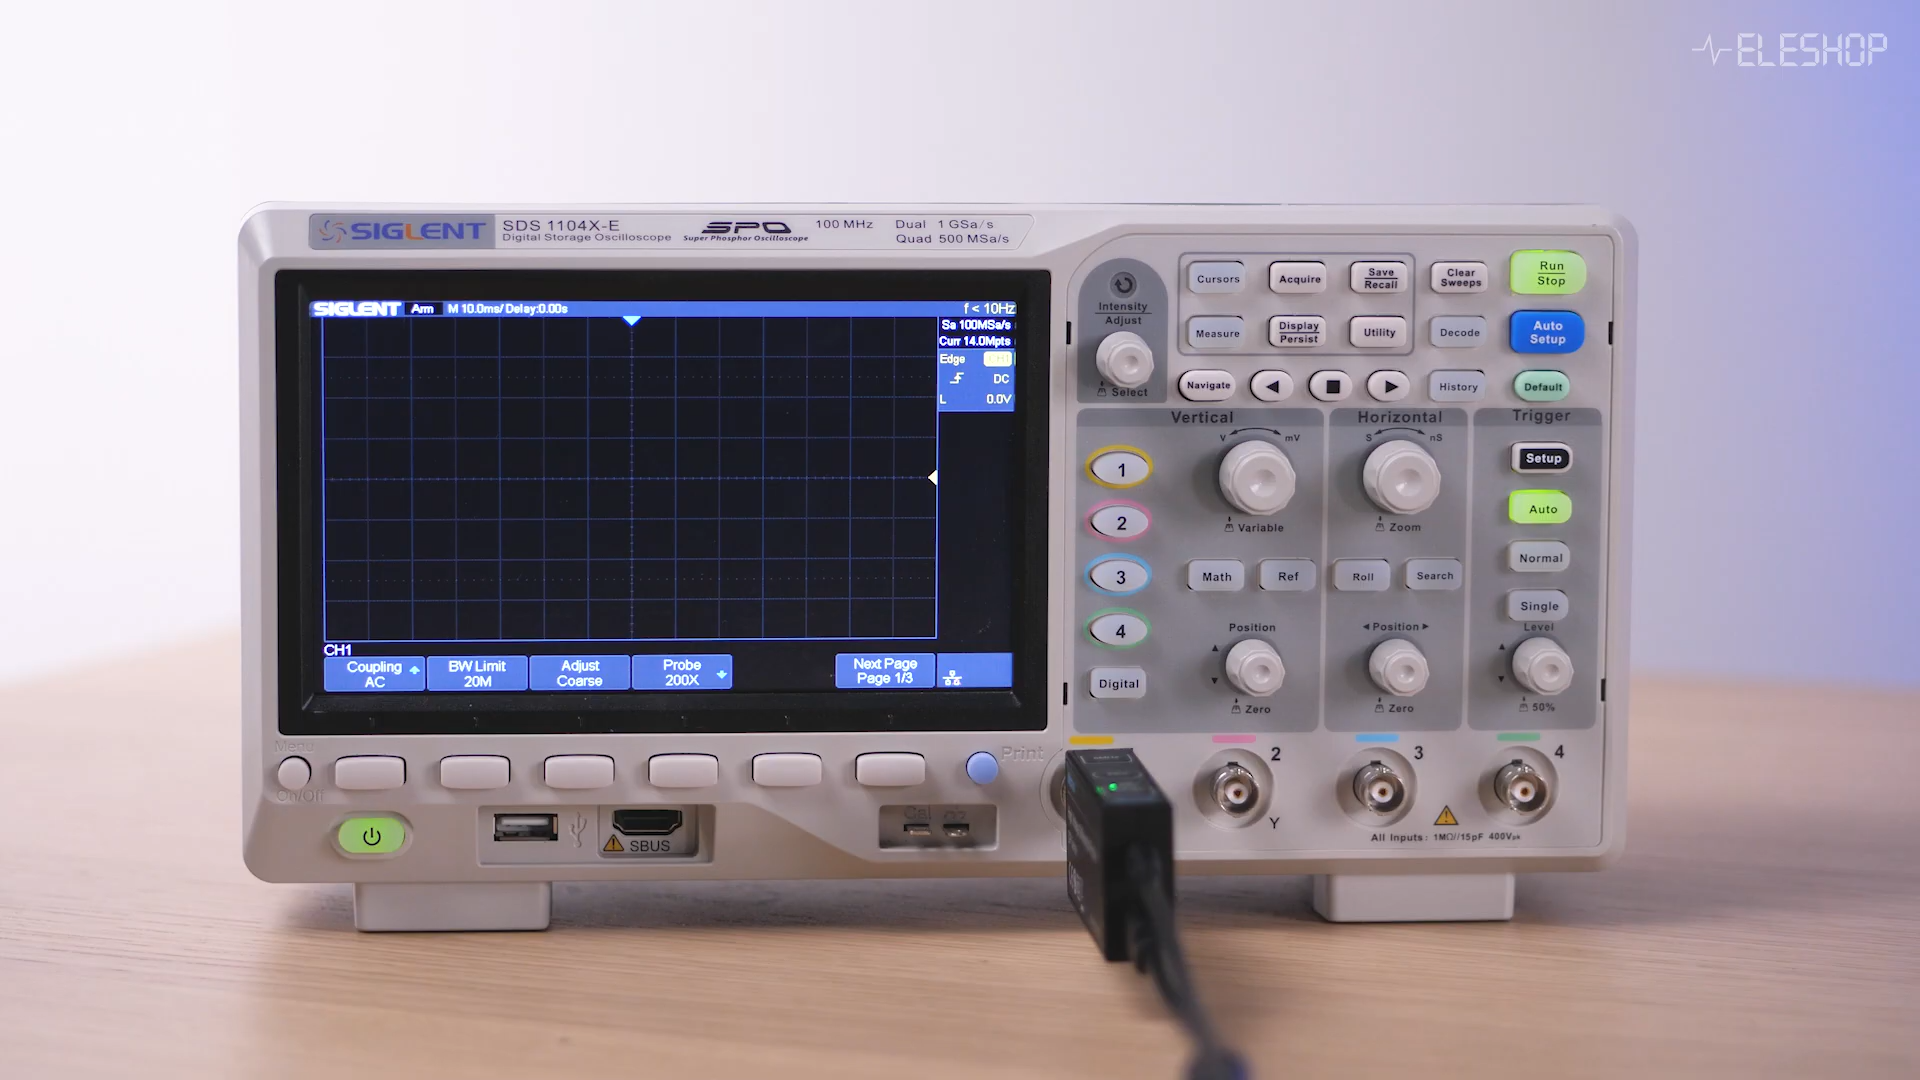 ELESHOP
SIGLENT
SDS 1104X-E
Digital Storage Oscilloscope
SPO
Super Phosphor Oscilloscope
100 MHz
Dual 1 GSa/s
Quad 500 MSa/s
SIGLENT Arm M 10.0ms/ Delay:0.00s
f < 10Hz
Sa 100MSa/s
Curr 14.0Mpts
Edge CH1
DC
L 0.0V
CH1
Coupling
AC
BW Limit
20M
Adjust
Coarse
Probe
200X
Next Page
Page 1/3
Menu
On/Off
Print
SBUS
Cal
Intensity
Adjust
Select
Cursors
Acquire
Save
Recall
Clear
Sweeps
Run
Stop
Measure
Display
Persist
Utility
Decode
Auto
Setup
Navigate
History
Default
Vertical
V mV
Variable
1
2
3
4
Digital
Math
Ref
Position
Zero
Horizontal
S nS
Zoom
Roll
Search
Position
Zero
Trigger
Setup
Auto
Normal
Single
Level
50%
2
Y
3
4
All Inputs: 1MΩ//15pF 400Vpk